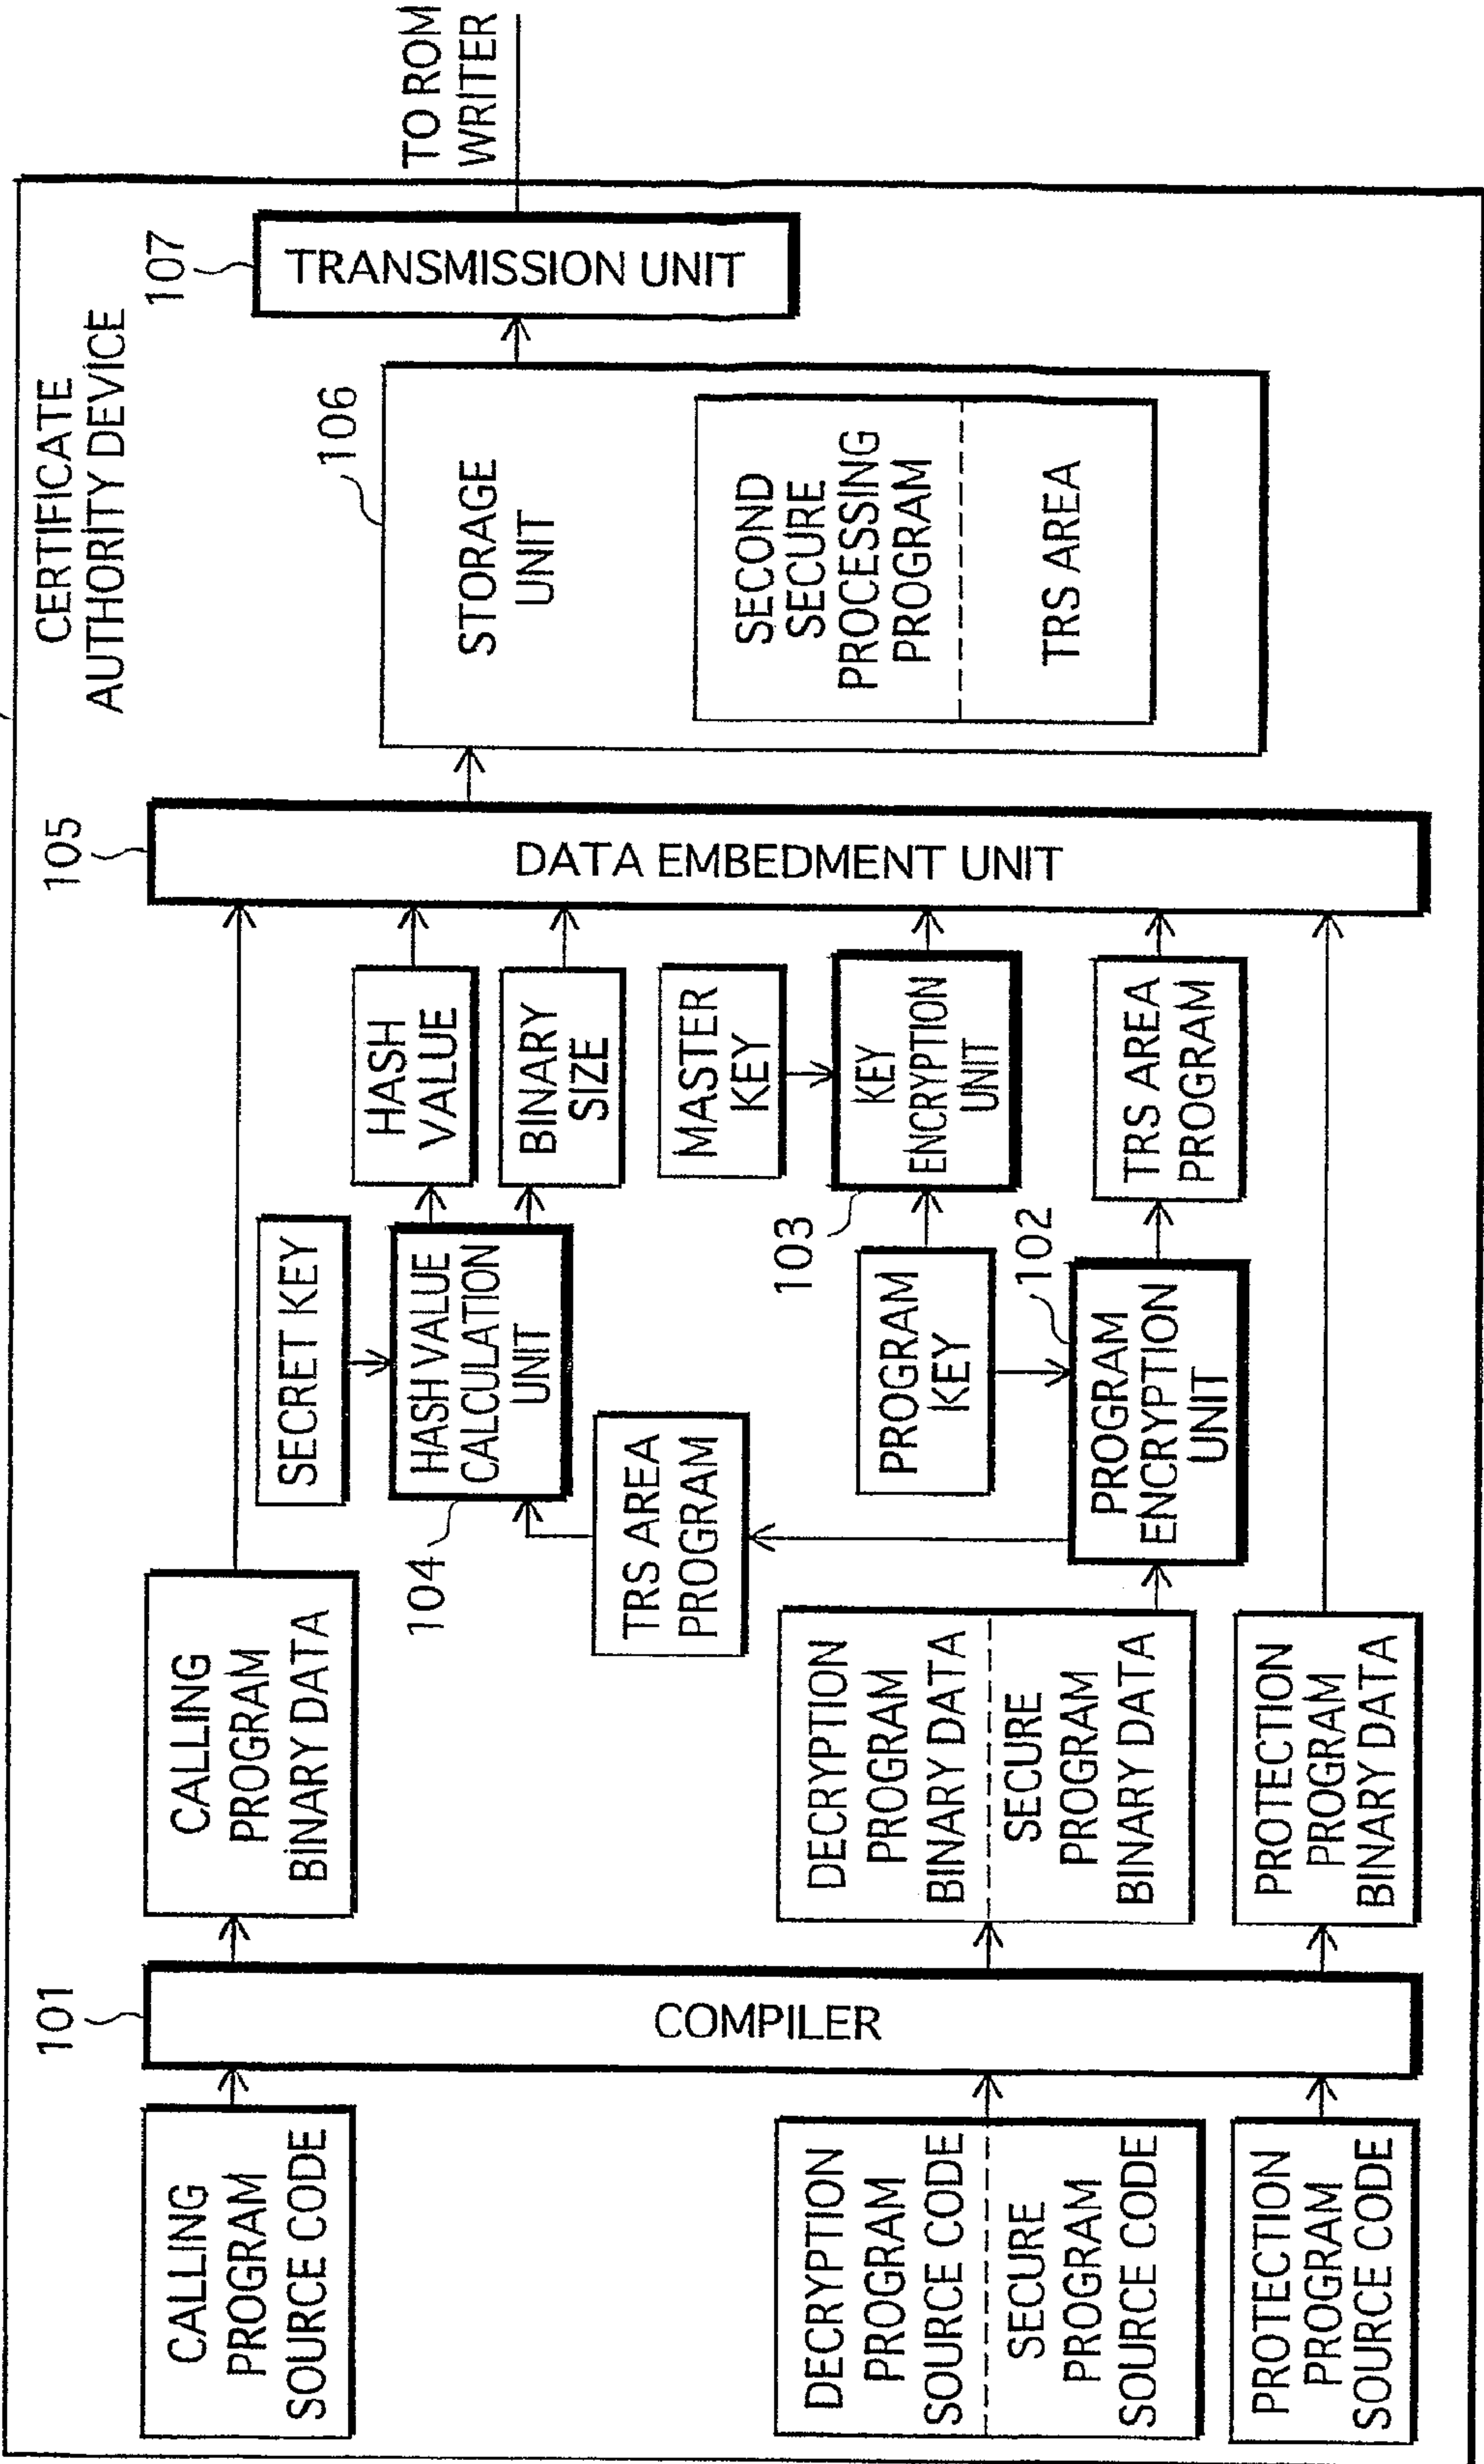 CERTIFICATE
AUTHORITY DEVICE
101
105
106
107
CALLING
PROGRAM
SOURCE CODE
DECRYPTION
PROGRAM
SOURCE CODE
SECURE
PROGRAM
SOURCE CODE
PROTECTION
PROGRAM
SOURCE CODE
COMPILER
CALLING
PROGRAM
BINARY DATA
DECRYPTION
PROGRAM
BINARY DATA
SECURE
PROGRAM
BINARY DATA
PROTECTION
PROGRAM
BINARY DATA
SECRET KEY
104
HASH VALUE
CALCULATION
UNIT
TRS AREA
PROGRAM
PROGRAM
KEY
102
PROGRAM
ENCRYPTION
UNIT
HASH
VALUE
BINARY
SIZE
MASTER
KEY
103
KEY
ENCRYPTION
UNIT
TRS AREA
PROGRAM
DATA EMBEDMENT UNIT
STORAGE
UNIT
SECOND
SECURE
PROCESSING
PROGRAM
TRS AREA
TRANSMISSION UNIT
TO ROM
WRITER